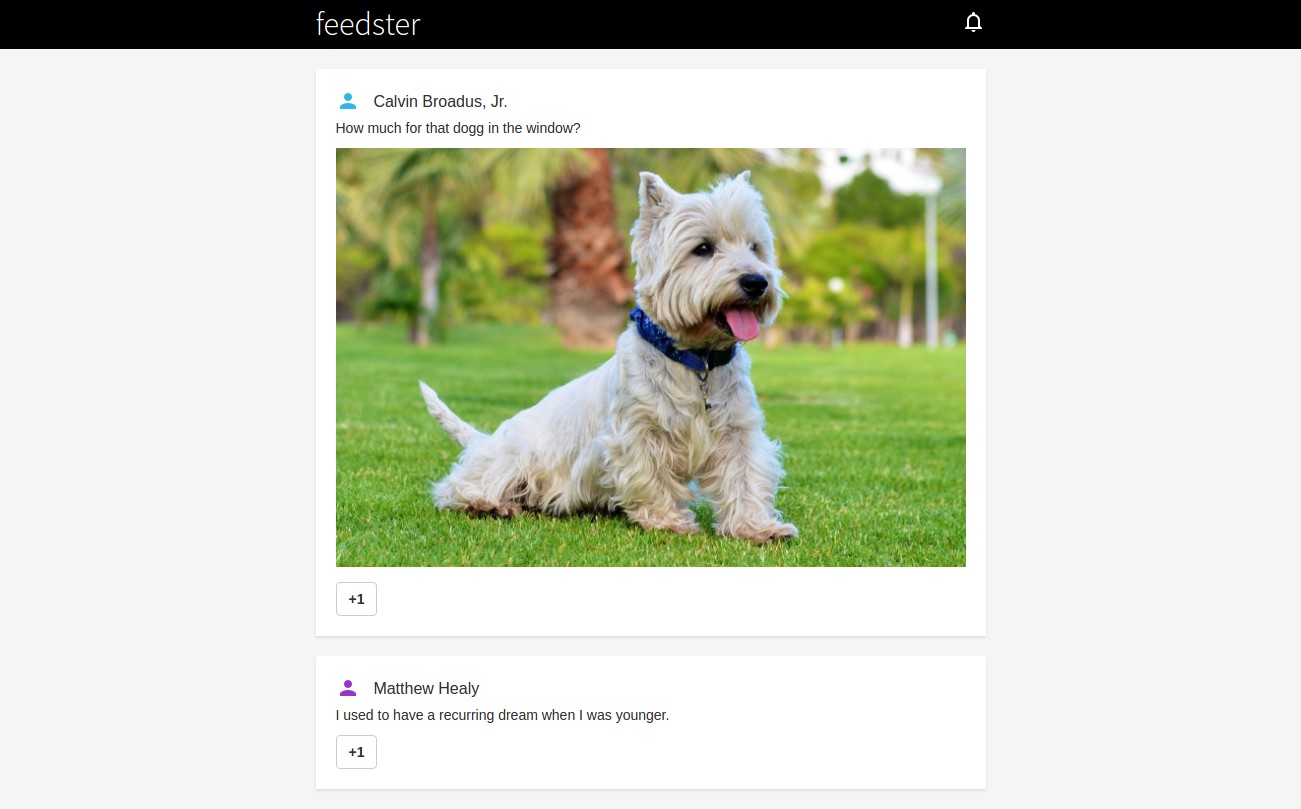 feedster
Calvin Broadus, Jr.
How much for that dogg in the window?
+1
Matthew Healy
I used to have a recurring dream when I was younger.
+1